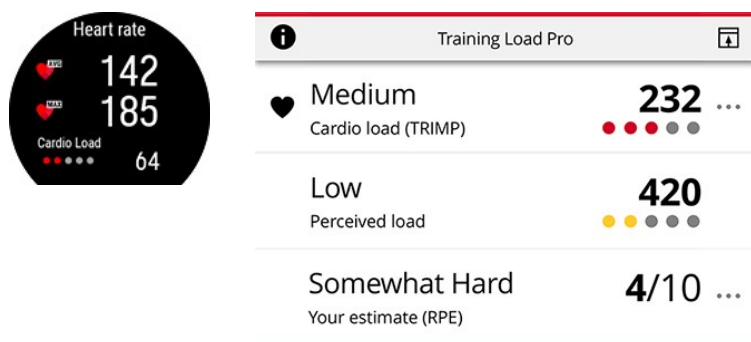 Heart rate
AVG 142
MAX 185
Cardio Load
64
Training Load Pro
Medium 232
Cardio load (TRIMP)
Low 420
Perceived load
Somewhat Hard 4/10
Your estimate (RPE)